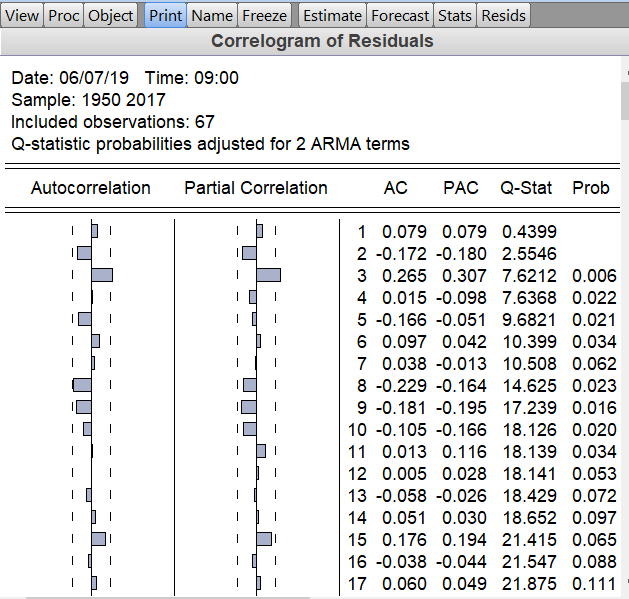 View Proc Object Print Name Freeze Estimate Forecast Stats Resids
Correlogram of Residuals
Date: 06/07/19 Time: 09:00
Sample: 1950 2017
Included observations: 67
Q-statistic probabilities adjusted for 2 ARMA terms
Autocorrelation Partial Correlation AC PAC Q-Stat Prob
1 0.079 0.079 0.4399
2 -0.172 -0.180 2.5546
3 0.265 0.307 7.6212 0.006
4 0.015 -0.098 7.6368 0.022
5 -0.166 -0.051 9.6821 0.021
6 0.097 0.042 10.399 0.034
7 0.038 -0.013 10.508 0.062
8 -0.229 -0.164 14.625 0.023
9 -0.181 -0.195 17.239 0.016
10 -0.105 -0.166 18.126 0.020
11 0.013 0.116 18.139 0.034
12 0.005 0.028 18.141 0.053
13 -0.058 -0.026 18.429 0.072
14 0.051 0.030 18.652 0.097
15 0.176 0.194 21.415 0.065
16 -0.038 -0.044 21.547 0.088
17 0.060 0.049 21.875 0.111